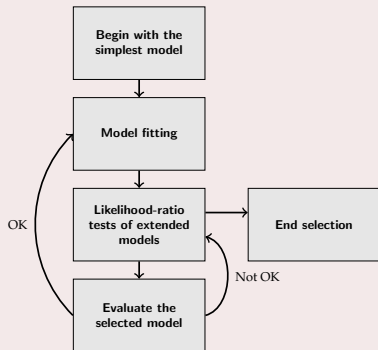 Begin with the
simplest model
Model fitting
OK
Likelihood-ratio
tests of extended
models
End selection
Not OK
Evaluate the
selected model